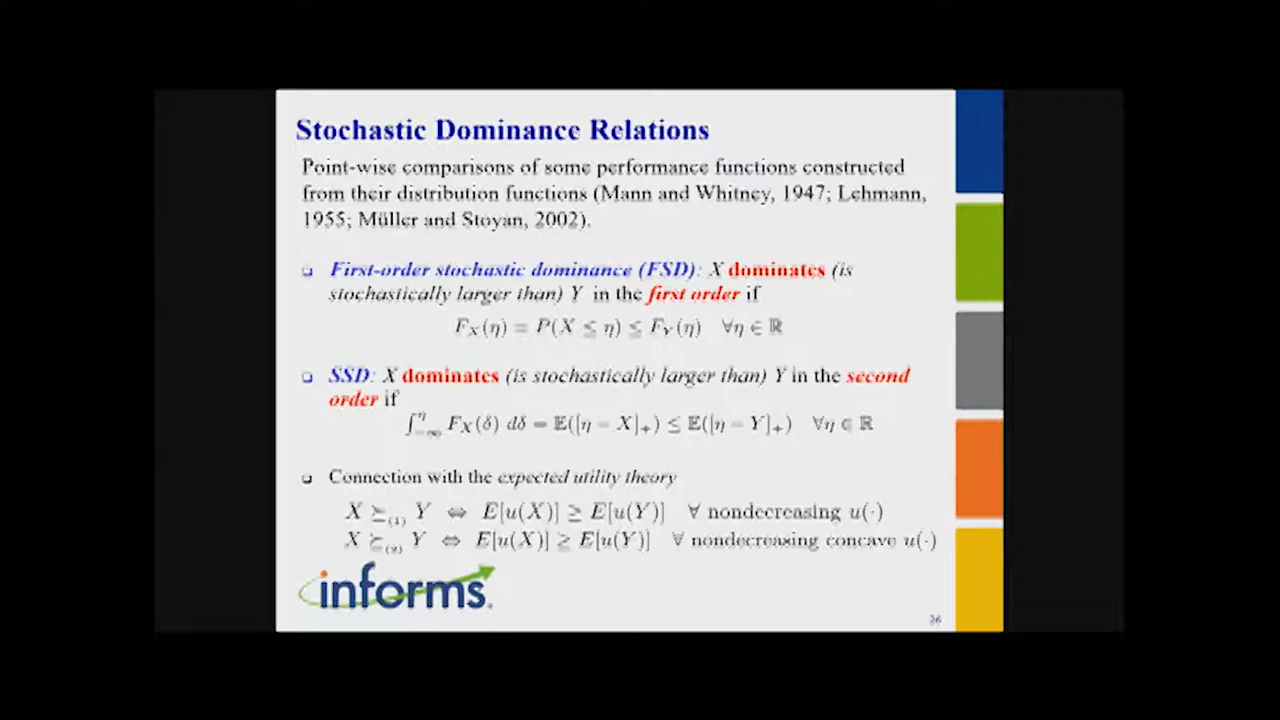 Stochastic Dominance Relations
Point-wise comparisons of some performance functions constructed
from their distribution functions (Mann and Whitney, 1947; Lehmann,
1955; Müller and Stoyan, 2002).
❑ First-order stochastic dominance (FSD): X dominates (is
stochastically larger than) Y in the first order if
F_X(η) = P(X ≤ η) ≤ F_Y(η) ∀η ∈ ℝ
❑ SSD: X dominates (is stochastically larger than) Y in the second
order if
∫_{-∞}^{η} F_X(δ) dδ = 𝔼([η − X]_+) ≤ 𝔼([η − Y]_+) ∀η ∈ ℝ
❑ Connection with the expected utility theory
X ⪰_(1) Y ⇔ E[u(X)] ≥ E[u(Y)] ∀ nondecreasing u(·)
X ⪰_(2) Y ⇔ E[u(X)] ≥ E[u(Y)] ∀ nondecreasing concave u(·)
informs.
26